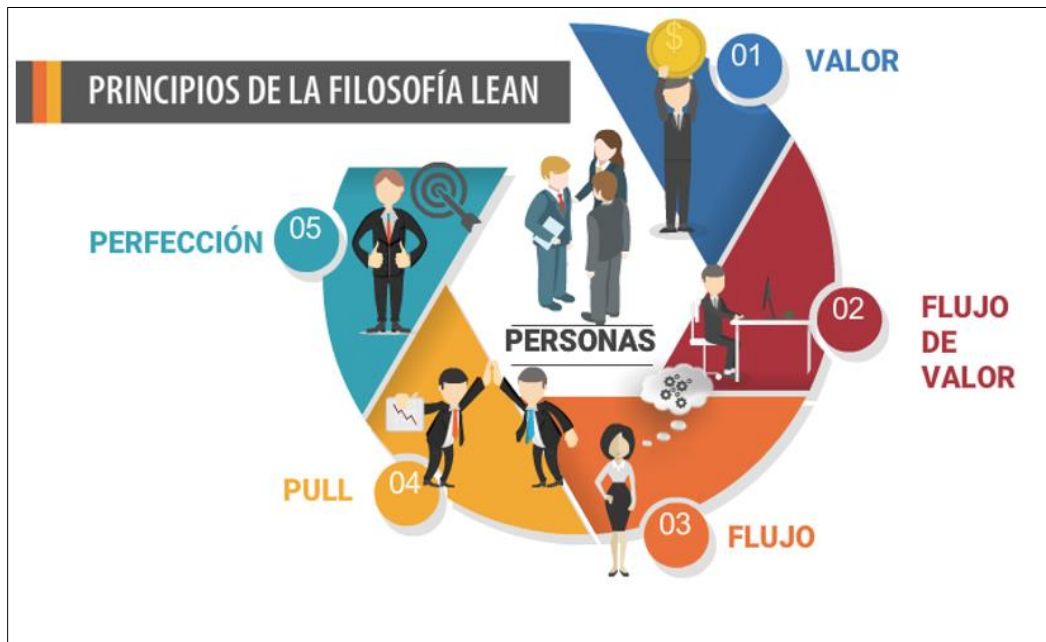 PRINCIPIOS DE LA FILOSOFÍA LEAN
$
01
VALOR
02
FLUJO
DE
VALOR
03
FLUJO
04
PULL
05
PERFECCIÓN
PERSONAS